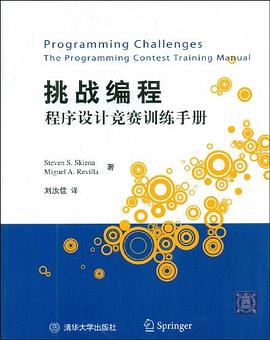 Programming Challenges
The Programming Contest Training Manual
挑战编程
程序设计竞赛训练手册
Steven S. Skiena
Miguel A. Revilla
著
刘汝佳 译
清华大学出版社
Springer